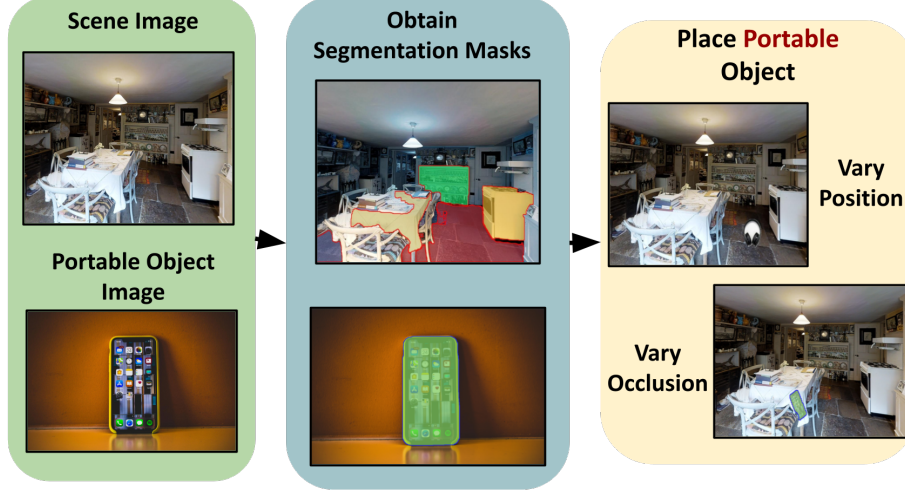 Scene Image
Portable Object
Image
Obtain
Segmentation Masks
Place Portable
Object
Vary
Position
Vary
Occlusion